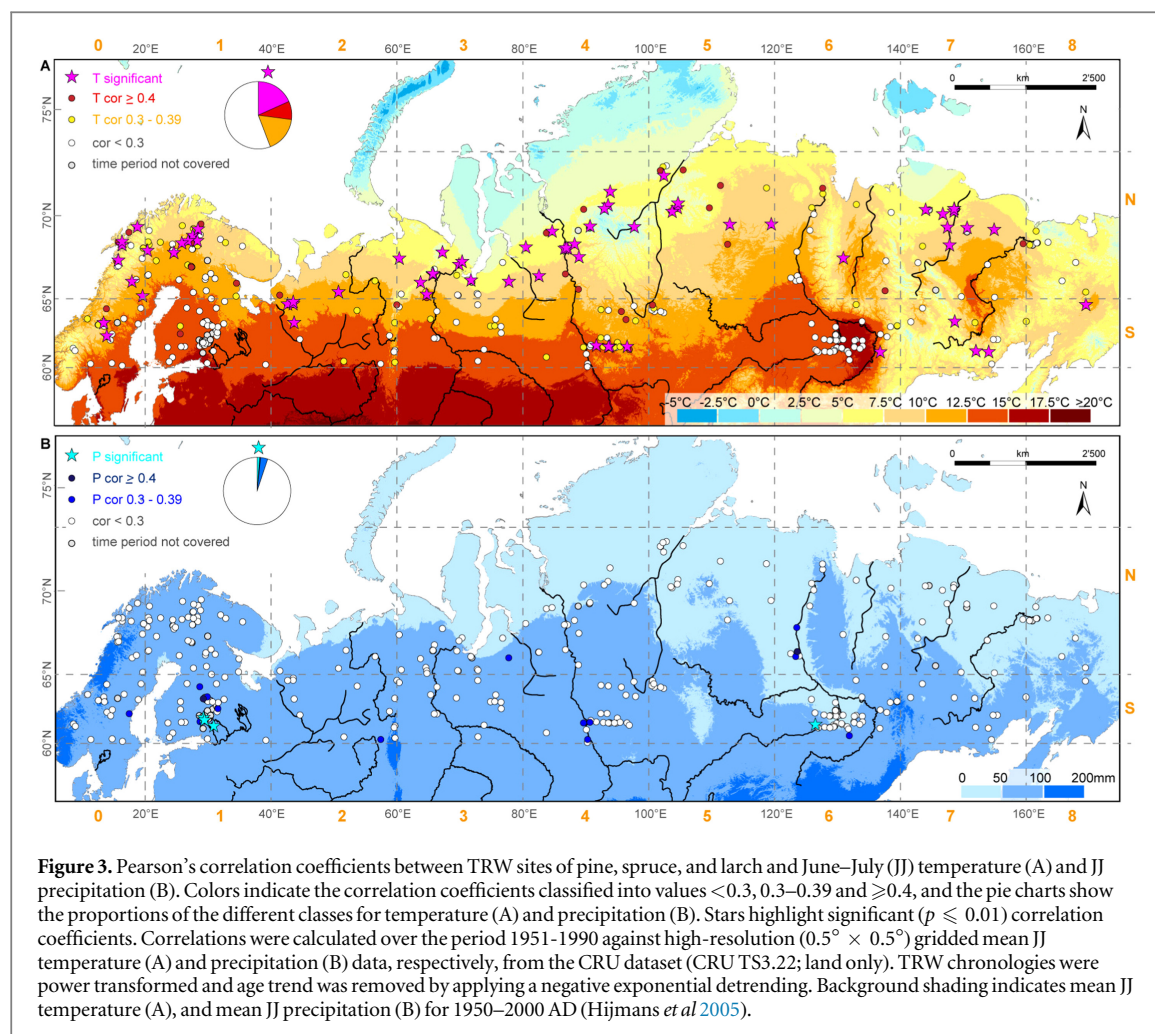 0 1 2 3 4 5 6 7 8
20°E 40°E 60°E 80°E 100°E 120°E 140°E 160°E
A
T significant
T cor ≥ 0.4
T cor 0.3 - 0.39
cor < 0.3
time period not covered
0 km 2'500
N
75°N
70°N
65°N
60°N
75°N
70°N
65°N
60°N
N
S
-5°C -2.5°C 0°C 2.5°C 5°C 7.5°C 10°C 12.5°C 15°C 17.5°C ≥20°C
B
P significant
P cor ≥ 0.4
P cor 0.3 - 0.39
cor < 0.3
time period not covered
0 km 2'500
N
75°N
70°N
65°N
60°N
75°N
70°N
65°N
60°N
N
S
0 50 100 200mm
20°E 40°E 60°E 80°E 100°E 120°E 140°E 160°E
0 1 2 3 4 5 6 7 8
Figure 3. Pearson's correlation coefficients between TRW sites of pine, spruce, and larch and June–July (JJ) temperature (A) and JJ
precipitation (B). Colors indicate the correlation coefficients classified into values <0.3, 0.3–0.39 and ⩾0.4, and the pie charts show
the proportions of the different classes for temperature (A) and precipitation (B). Stars highlight significant (p ⩽ 0.01) correlation
coefficients. Correlations were calculated over the period 1951-1990 against high-resolution (0.5° × 0.5°) gridded mean JJ
temperature (A) and precipitation (B) data, respectively, from the CRU dataset (CRU TS3.22; land only). TRW chronologies were
power transformed and age trend was removed by applying a negative exponential detrending. Background shading indicates mean JJ
temperature (A), and mean JJ precipitation (B) for 1950–2000 AD (Hijmans et al 2005).